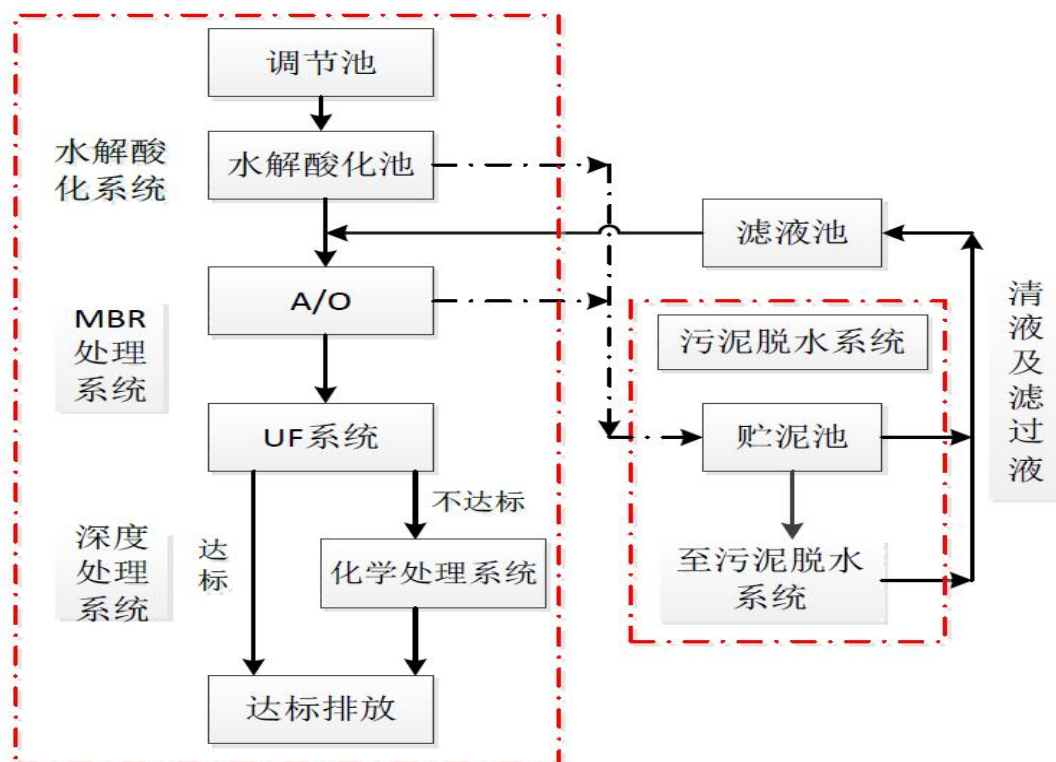 调节池
水解酸
化系统
水解酸化池
滤液池
A/O
MBR
处理
系统
污泥脱水系统
清
液
及
滤
过
液
UF系统
贮泥池
不达标
深度
处理
系统
达
标
化学处理系统
至污泥脱水
系统
达标排放